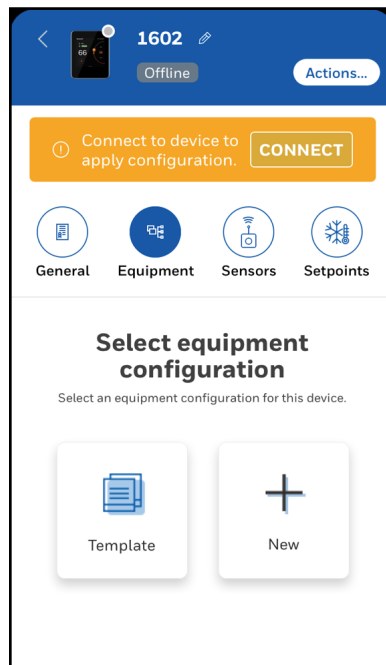 1602
Offline
Actions...
Connect to device to
apply configuration.
CONNECT
General
Equipment
Sensors
Setpoints
Select equipment
configuration
Select an equipment configuration for this device.
Template
New